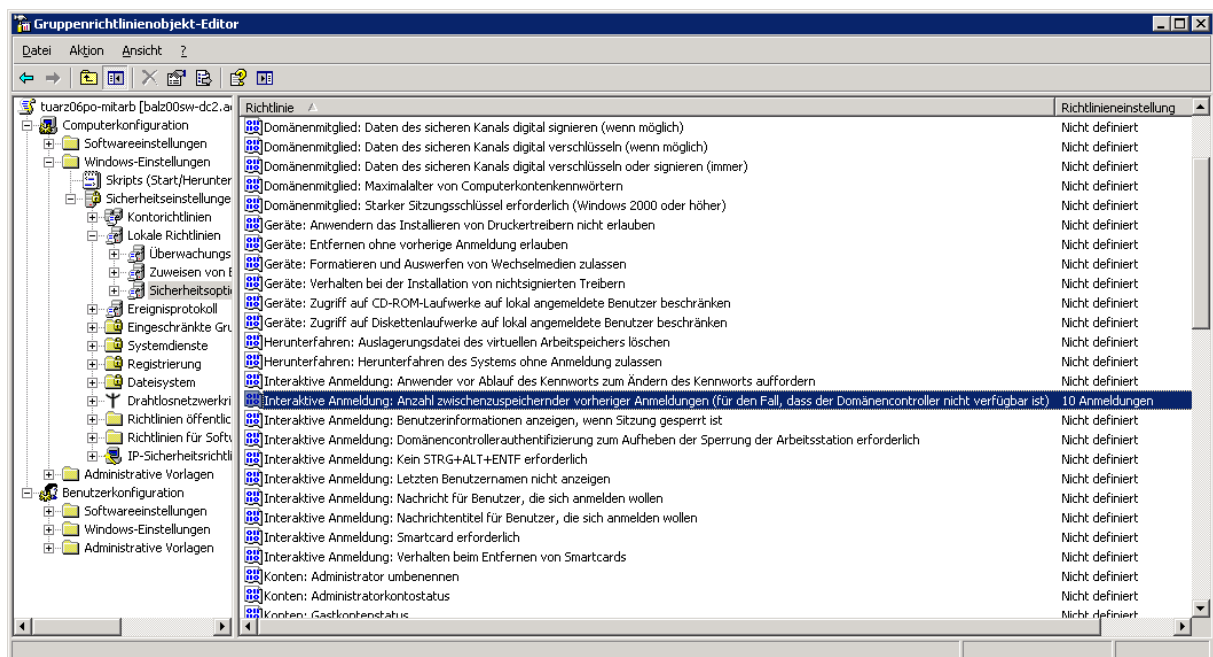 Gruppenrichtlinienobjekt-Editor
Datei Aktion Ansicht ?
tuarz06po-mitarb [balz00sw-dc2.a
Computerkonfiguration
Softwareeinstellungen
Windows-Einstellungen
Skripts (Start/Herunter
Sicherheitseinstellunge
Kontorichtlinien
Lokale Richtlinien
Überwachungs
Zuweisen von
Sicherheitsopti
Ereignisprotokoll
Eingeschränkte Gru
Systemdienste
Registrierung
Dateisystem
Drahtlosnetzwerkri
Richtlinien öffentlic
Richtlinien für Softw
IP-Sicherheitsrichtli
Administrative Vorlagen
Benutzerkonfiguration
Softwareeinstellungen
Windows-Einstellungen
Administrative Vorlagen
Richtlinie Richtlinieneinstellung
Domänenmitglied: Daten des sicheren Kanals digital signieren (wenn möglich) Nicht definiert
Domänenmitglied: Daten des sicheren Kanals digital verschlüsseln (wenn möglich) Nicht definiert
Domänenmitglied: Daten des sicheren Kanals digital verschlüsseln oder signieren (immer) Nicht definiert
Domänenmitglied: Maximalalter von Computerkontenkennwörtern Nicht definiert
Domänenmitglied: Starker Sitzungsschlüssel erforderlich (Windows 2000 oder höher) Nicht definiert
Geräte: Anwendern das Installieren von Druckertreibern nicht erlauben Nicht definiert
Geräte: Entfernen ohne vorherige Anmeldung erlauben Nicht definiert
Geräte: Formatieren und Auswerfen von Wechselmedien zulassen Nicht definiert
Geräte: Verhalten bei der Installation von nichtsignierten Treibern Nicht definiert
Geräte: Zugriff auf CD-ROM-Laufwerke auf lokal angemeldete Benutzer beschränken Nicht definiert
Geräte: Zugriff auf Diskettenlaufwerke auf lokal angemeldete Benutzer beschränken Nicht definiert
Herunterfahren: Auslagerungsdatei des virtuellen Arbeitspeichers löschen Nicht definiert
Herunterfahren: Herunterfahren des Systems ohne Anmeldung zulassen Nicht definiert
Interaktive Anmeldung: Anwender vor Ablauf des Kennworts zum Ändern des Kennworts auffordern Nicht definiert
Interaktive Anmeldung: Anzahl zwischenzuspeichernder vorheriger Anmeldungen (für den Fall, dass der Domänencontroller nicht verfügbar ist) 10 Anmeldungen
Interaktive Anmeldung: Benutzerinformationen anzeigen, wenn Sitzung gesperrt ist Nicht definiert
Interaktive Anmeldung: Domänencontrollerauthentifizierung zum Aufheben der Sperrung der Arbeitsstation erforderlich Nicht definiert
Interaktive Anmeldung: Kein STRG+ALT+ENTF erforderlich Nicht definiert
Interaktive Anmeldung: Letzten Benutzernamen nicht anzeigen Nicht definiert
Interaktive Anmeldung: Nachricht für Benutzer, die sich anmelden wollen Nicht definiert
Interaktive Anmeldung: Nachrichtentitel für Benutzer, die sich anmelden wollen Nicht definiert
Interaktive Anmeldung: Smartcard erforderlich Nicht definiert
Interaktive Anmeldung: Verhalten beim Entfernen von Smartcards Nicht definiert
Konten: Administrator umbenennen Nicht definiert
Konten: Administratorkontostatus Nicht definiert
Konten: Gastkontenstatus Nicht definiert